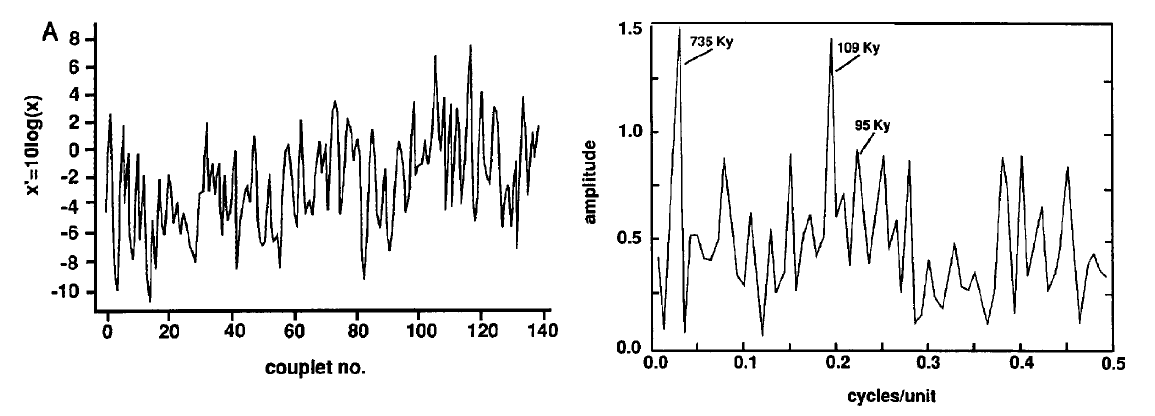 A
8
6
4
2
0
-2
-4
-6
-8
-10
x'=10log(x)
0 20 40 60 80 100 120 140
couplet no.
1.5
1.0
0.5
0.0
amplitude
735 Ky
109 Ky
95 Ky
0.0 0.1 0.2 0.3 0.4 0.5
cycles/unit